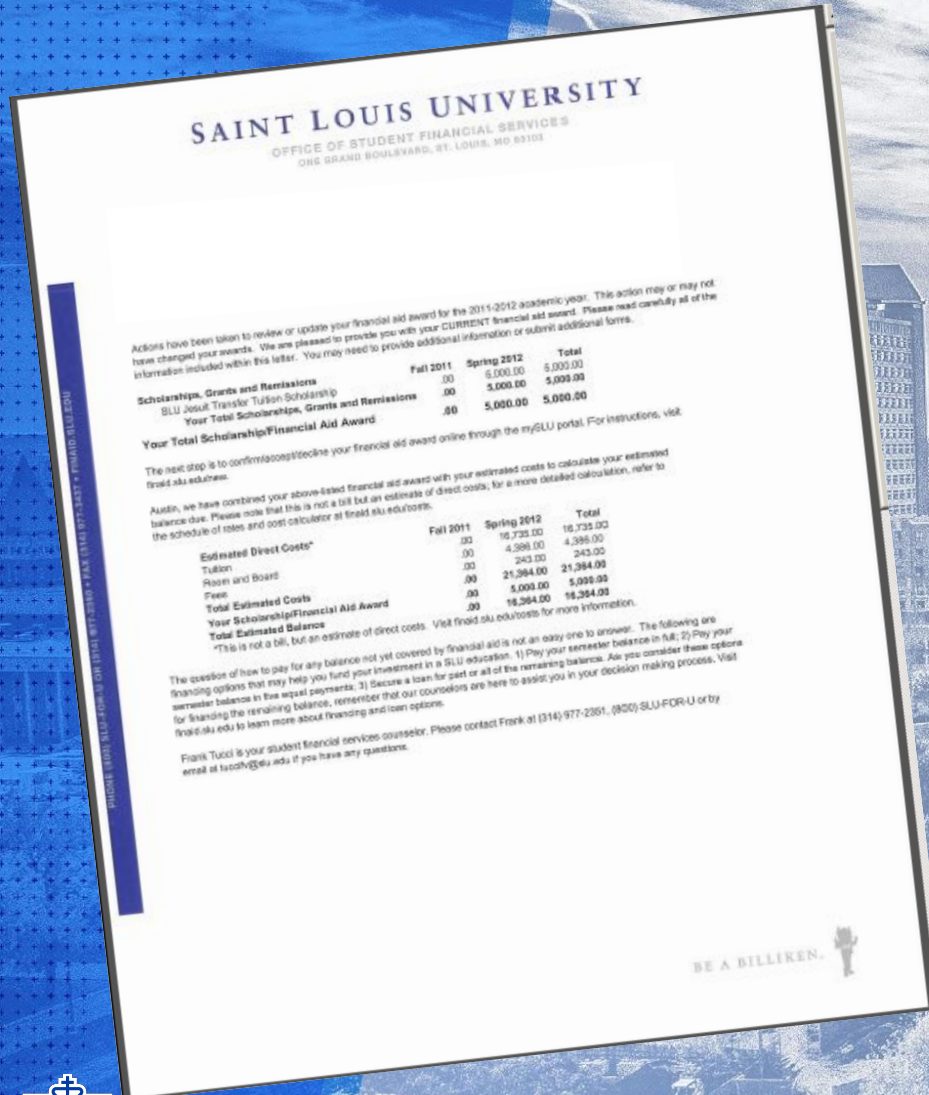 SAINT LOUIS UNIVERSITY
OFFICE OF STUDENT FINANCIAL SERVICES
ONE GRAND BOULEVARD, ST. LOUIS, MO 63103
Actions have been taken to review or update your financial aid award for the 2011-2012 academic year. This action may or may not
have changed your awards. We are pleased to provide you with your CURRENT financial aid award. Please read carefully all of the
information included within this letter. You may need to provide additional information or submit additional forms.
Fall 2011 Spring 2012 Total
Scholarships, Grants and Remissions
SLU Jesuit Transfer Tuition Scholarship .00 5,000.00 5,000.00
Your Total Scholarships, Grants and Remissions .00 5,000.00 5,000.00
Your Total Scholarship/Financial Aid Award .00 5,000.00 5,000.00
The next step is to confirm/accept/decline your financial aid award online through the mySLU portal. For instructions, visit
finaid.slu.edu/new.
Austin, we have combined your above-listed financial aid award with your estimated costs to calculate your estimated
balance due. Please note that this is not a bill but an estimate of direct costs; for a more detailed calculation, refer to
the schedule of rates and cost calculator at finaid.slu.edu/costs.
Estimated Direct Costs* Fall 2011 Spring 2012 Total
Tuition .00 16,735.00 16,735.00
Room and Board .00 4,386.00 4,386.00
Fees .00 243.00 243.00
Total Estimated Costs .00 21,364.00 21,364.00
Your Scholarship/Financial Aid Award .00 5,000.00 5,000.00
Total Estimated Balance .00 16,364.00 16,364.00
*This is not a bill, but an estimate of direct costs. Visit finaid.slu.edu/costs for more information.
The question of how to pay for any balance not yet covered by financial aid is not an easy one to answer. The following are
financing options that may help you fund your investment in a SLU education. 1) Pay your semester balance in full; 2) Pay your
semester balance in five equal payments; 3) Secure a loan for part or all of the remaining balance. As you consider these options
for financing the remaining balance, remember that our counselors are here to assist you in your decision making process. Visit
finaid.slu.edu to learn more about financing and loan options.
Frank Tucci is your student financial services counselor. Please contact Frank at (314) 977-2361, (800) SLU-FOR-U or by
email at tuccifv@slu.edu if you have any questions.
PHONE (800) SLU-FOR-U OR (314) 977-2350 • FAX (314) 977-3437 • FINAID.SLU.EDU
BE A BILLIKEN.